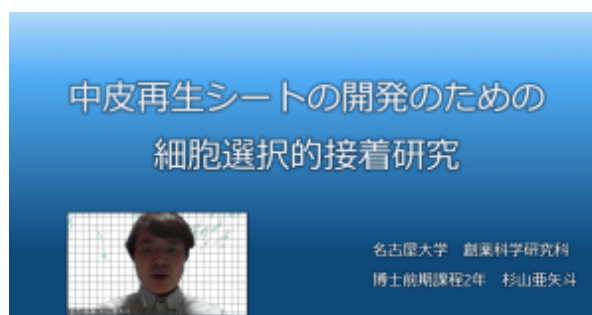 中皮再生シートの開発のための
細胞選択的接着研究
名古屋大学 創薬科学研究科
博士前期課程2年 杉山亜矢斗